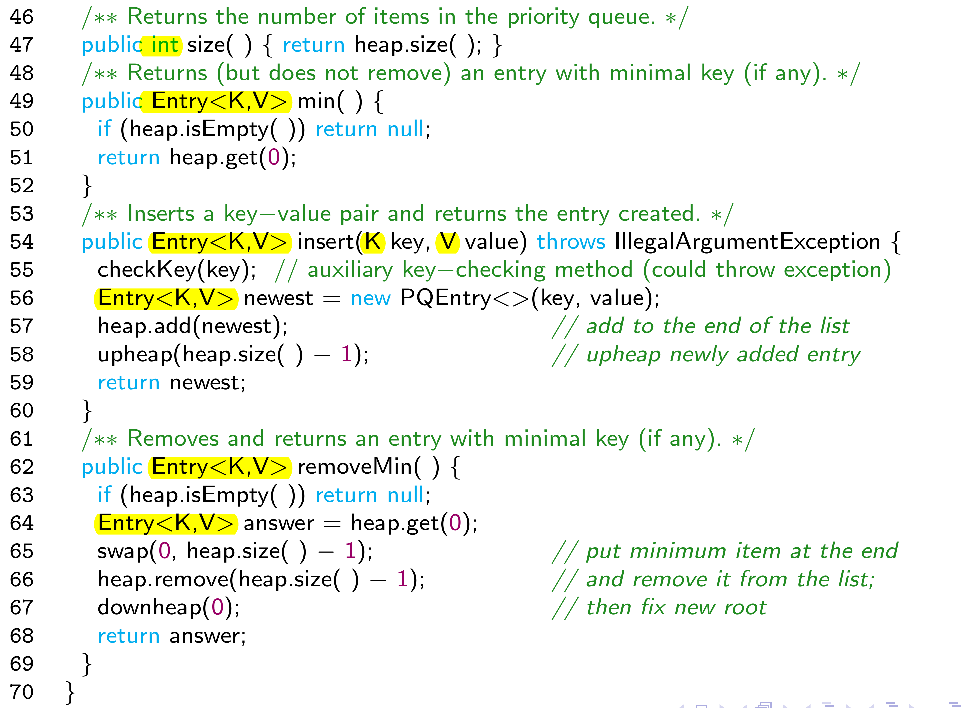 46 /** Returns the number of items in the priority queue. */
47 public int size( ) { return heap.size( ); }
48 /** Returns (but does not remove) an entry with minimal key (if any). */
49 public Entry<K,V> min( ) {
50 if (heap.isEmpty( )) return null;
51 return heap.get(0);
52 }
53 /** Inserts a key−value pair and returns the entry created. */
54 public Entry<K,V> insert(K key, V value) throws IllegalArgumentException {
55 checkKey(key); // auxiliary key−checking method (could throw exception)
56 Entry<K,V> newest = new PQEntry<>(key, value);
57 heap.add(newest); // add to the end of the list
58 upheap(heap.size( ) − 1); // upheap newly added entry
59 return newest;
60 }
61 /** Removes and returns an entry with minimal key (if any). */
62 public Entry<K,V> removeMin( ) {
63 if (heap.isEmpty( )) return null;
64 Entry<K,V> answer = heap.get(0);
65 swap(0, heap.size( ) − 1); // put minimum item at the end
66 heap.remove(heap.size( ) − 1); // and remove it from the list;
67 downheap(0); // then fix new root
68 return answer;
69 }
70 }